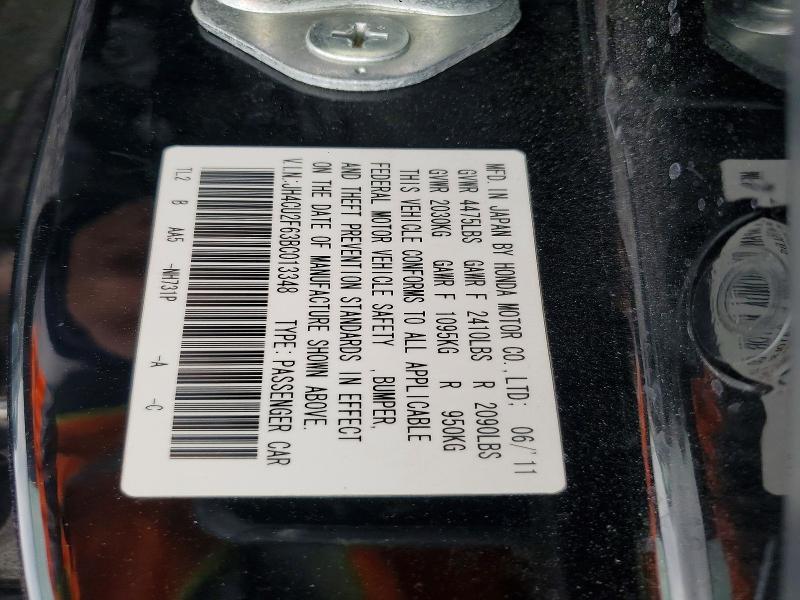 MFD. IN JAPAN BY HONDA MOTOR CO., LTD; 06/'11
GVWR 4475LBS GAWR F 2410LBS R 2090LBS
GVWR 2030KG GAWR F 1095KG R 950KG
THIS VEHICLE CONFORMS TO ALL APPLICABLE
FEDERAL MOTOR VEHICLE SAFETY ,BUMPER,
AND THEFT PREVENTION STANDARDS IN EFFECT
ON THE DATE OF MANUFACTURE SHOWN ABOVE.
V.I.N:JH4CU2F63BC013348 TYPE:PASSENGER CAR
TL2 B AA5 -NH731P -A -C